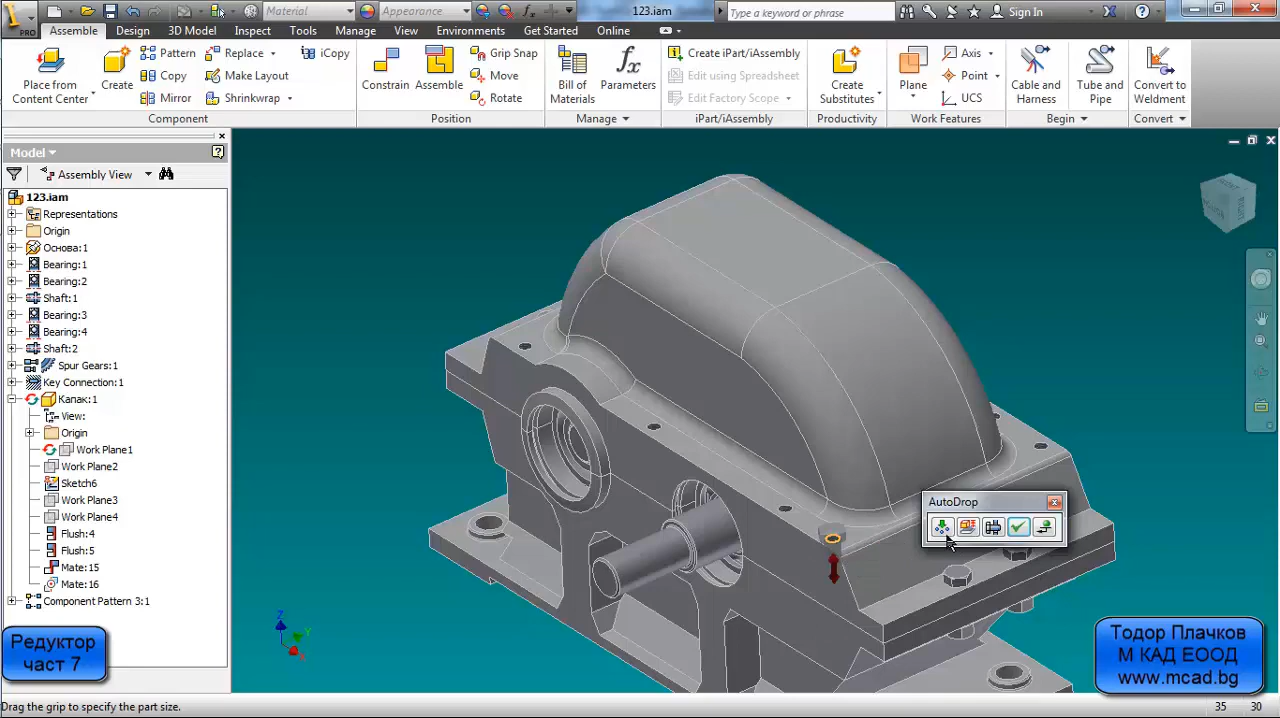 PRO
Material
Appearance
fx
123.iam
Type a keyword or phrase
Sign In
Assemble
Design
3D Model
Inspect
Tools
Manage
View
Environments
Get Started
Online
Place from
Content Center
Create
Pattern
Copy
Mirror
Replace
Make Layout
Shrinkwrap
iCopy
Constrain
Assemble
Grip Snap
Move
Rotate
Bill of
Materials
fx
Parameters
Create iPart/iAssembly
Edit using Spreadsheet
Edit Factory Scope
Create
Substitutes
Plane
Axis
Point
UCS
Cable and
Harness
Tube and
Pipe
Convert to
Weldment
Component
Position
Manage
iPart/iAssembly
Productivity
Work Features
Begin
Convert
Model
Assembly View
123.iam
Representations
Origin
Основа:1
Bearing:1
Bearing:2
Shaft:1
Bearing:3
Bearing:4
Shaft:2
Spur Gears:1
Key Connection:1
Капак:1
View:
Origin
Work Plane1
Work Plane2
Sketch6
Work Plane3
Work Plane4
Flush:4
Flush:5
Mate:15
Mate:16
Component Pattern 3:1
AutoDrop
Z
Y
Редуктор
част 7
Тодор Плачков
М КАД ЕООД
www.mcad.bg
Drag the grip to specify the part size.
35
30